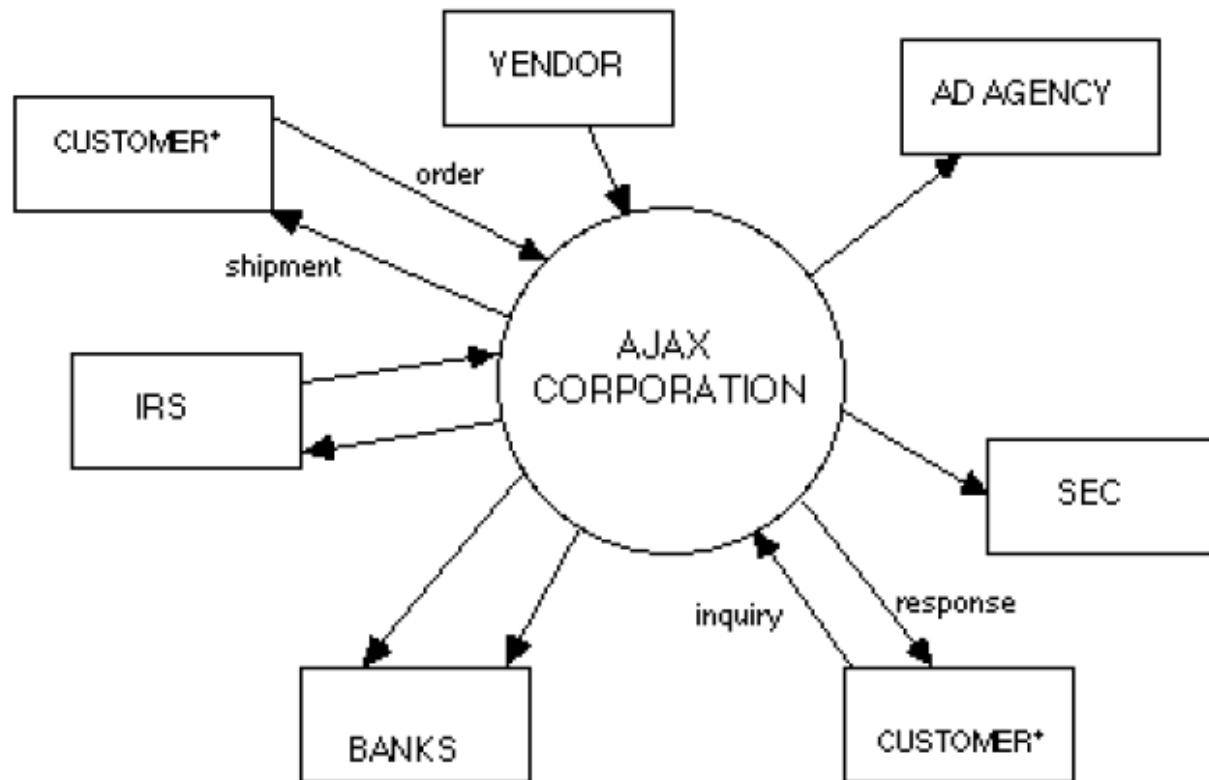 VENDOR
AD AGENCY
CUSTOMER*
order
shipment
AJAX
CORPORATION
IRS
SEC
inquiry
response
BANKS
CUSTOMER*